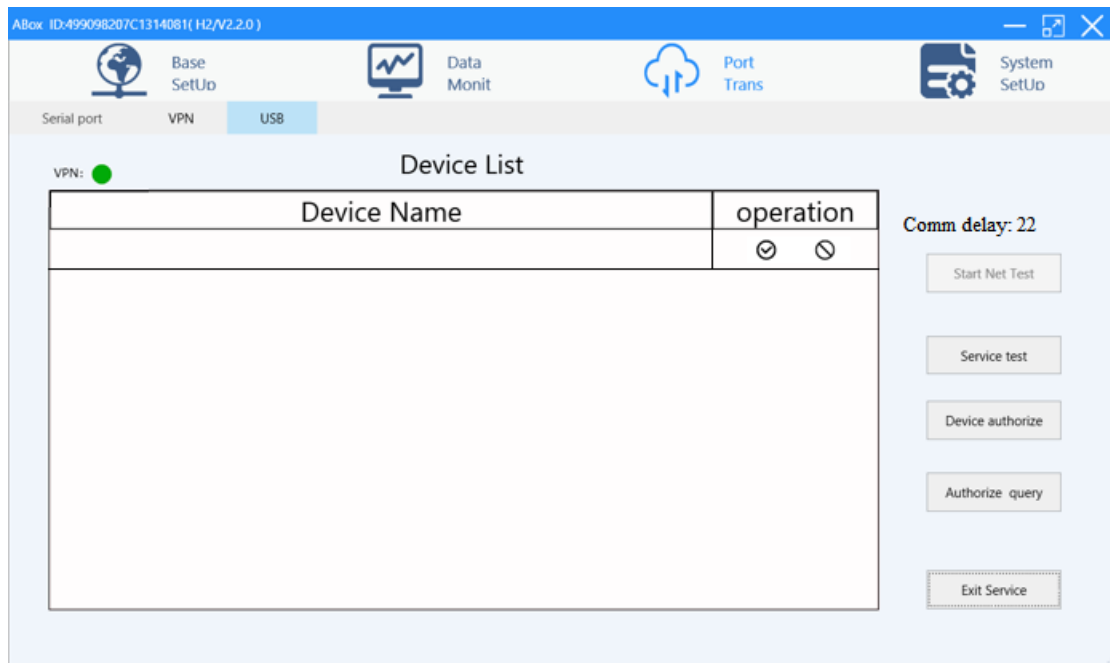 ABox ID:499098207C1314081( H2/V2.2.0 )
Base
SetUp
Data
Monit
Port
Trans
System
SetUp
Serial port
VPN
USB
VPN:
Device List
Device Name
operation
Comm delay: 22
Start Net Test
Service test
Device authorize
Authorize query
Exit Service